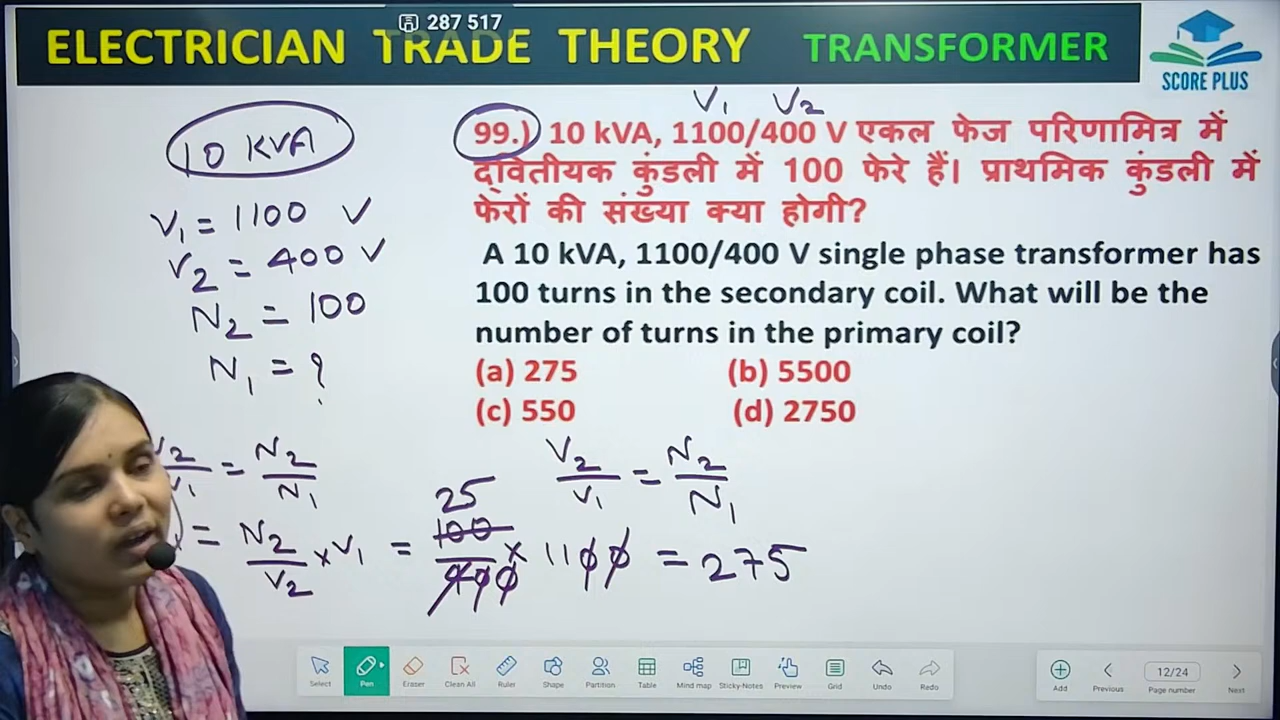 287 517
ELECTRICIAN TRADE THEORY TRANSFORMER
SCORE PLUS
V₁ V₂
10 KVA
99.) 10 kVA, 1100/400 V एकल फेज परिणामित्र में
द्वितीयक कुंडली में 100 फेरे हैं। प्राथमिक कुंडली में
फेरों की संख्या क्या होगी?
V₁ = 1100 V
V₂ = 400 V
N₂ = 100
N₁ = ?
A 10 kVA, 1100/400 V single phase transformer has
100 turns in the secondary coil. What will be the
number of turns in the primary coil?
(a) 275 (b) 5500
(c) 550 (d) 2750
V₂/V₁ = N₂/N₁
V₂/V₁ = N₂/N₁
25
= N₂/V₂ × V₁ = 100/400 × 1100 = 275
Select Pen Eraser Clean All Ruler Shape Partition Table Mind map Sticky-Notes Preview Grid Undo Redo
Add Previous 12/24 Page number Next